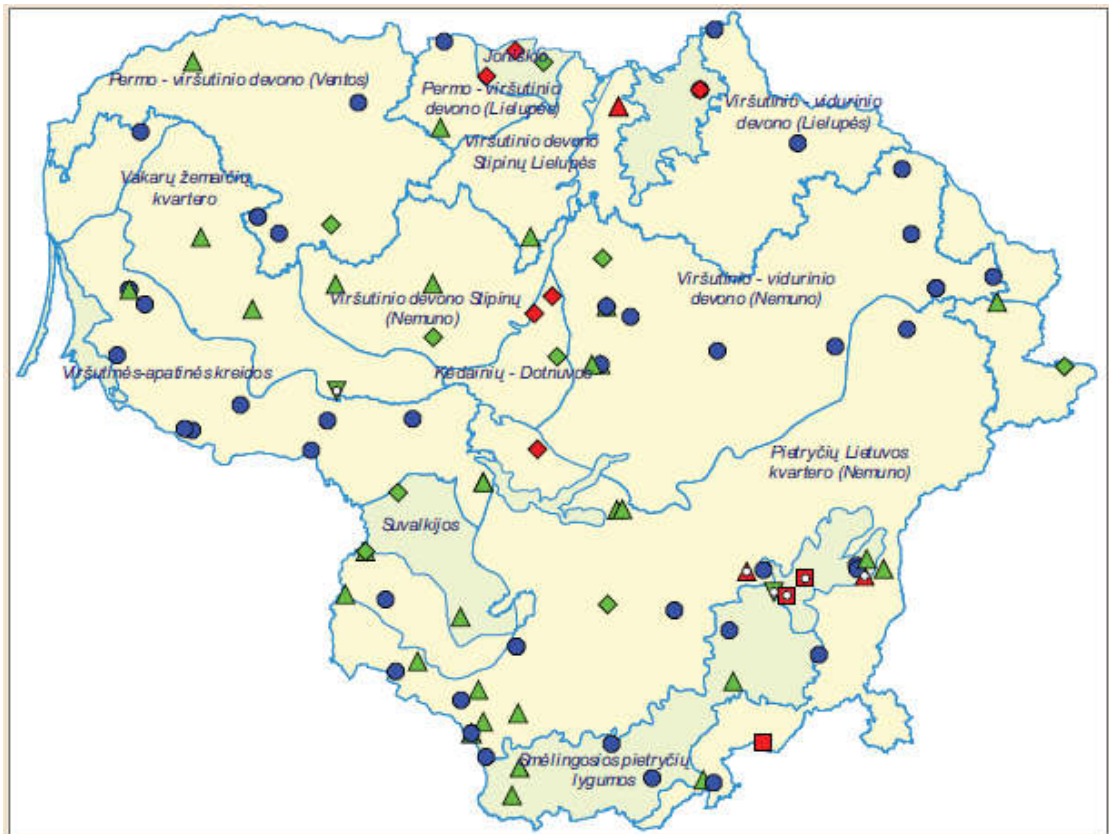 Joniškio
Permo - viršutinio devono (Ventos)
Permo - viršutinio
devono (Lielupės)
Viršutinio - vidurinio
devono (Lielupės)
Viršutinio devono
Stipinų Lielupės
Vakarų žemaičių
kvartero
Viršutinio - vidurinio
devono (Nemuno)
Viršutinio devono Stipinų
(Nemuno)
Viršutinės-apatinės kreidos
Kėdainių - Dotnuvos
Pietryčių Lietuvos
kvartero (Nemuno)
Suvalkijos
Smėlingosios pietryčių
lygumos